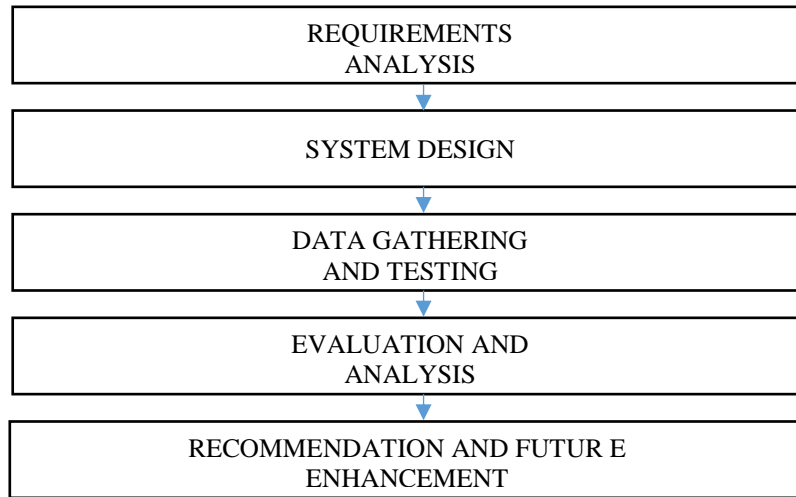 REQUIREMENTS
ANALYSIS
SYSTEM DESIGN
DATA GATHERING
AND TESTING
EVALUATION AND
ANALYSIS
RECOMMENDATION AND FUTUR E
ENHANCEMENT